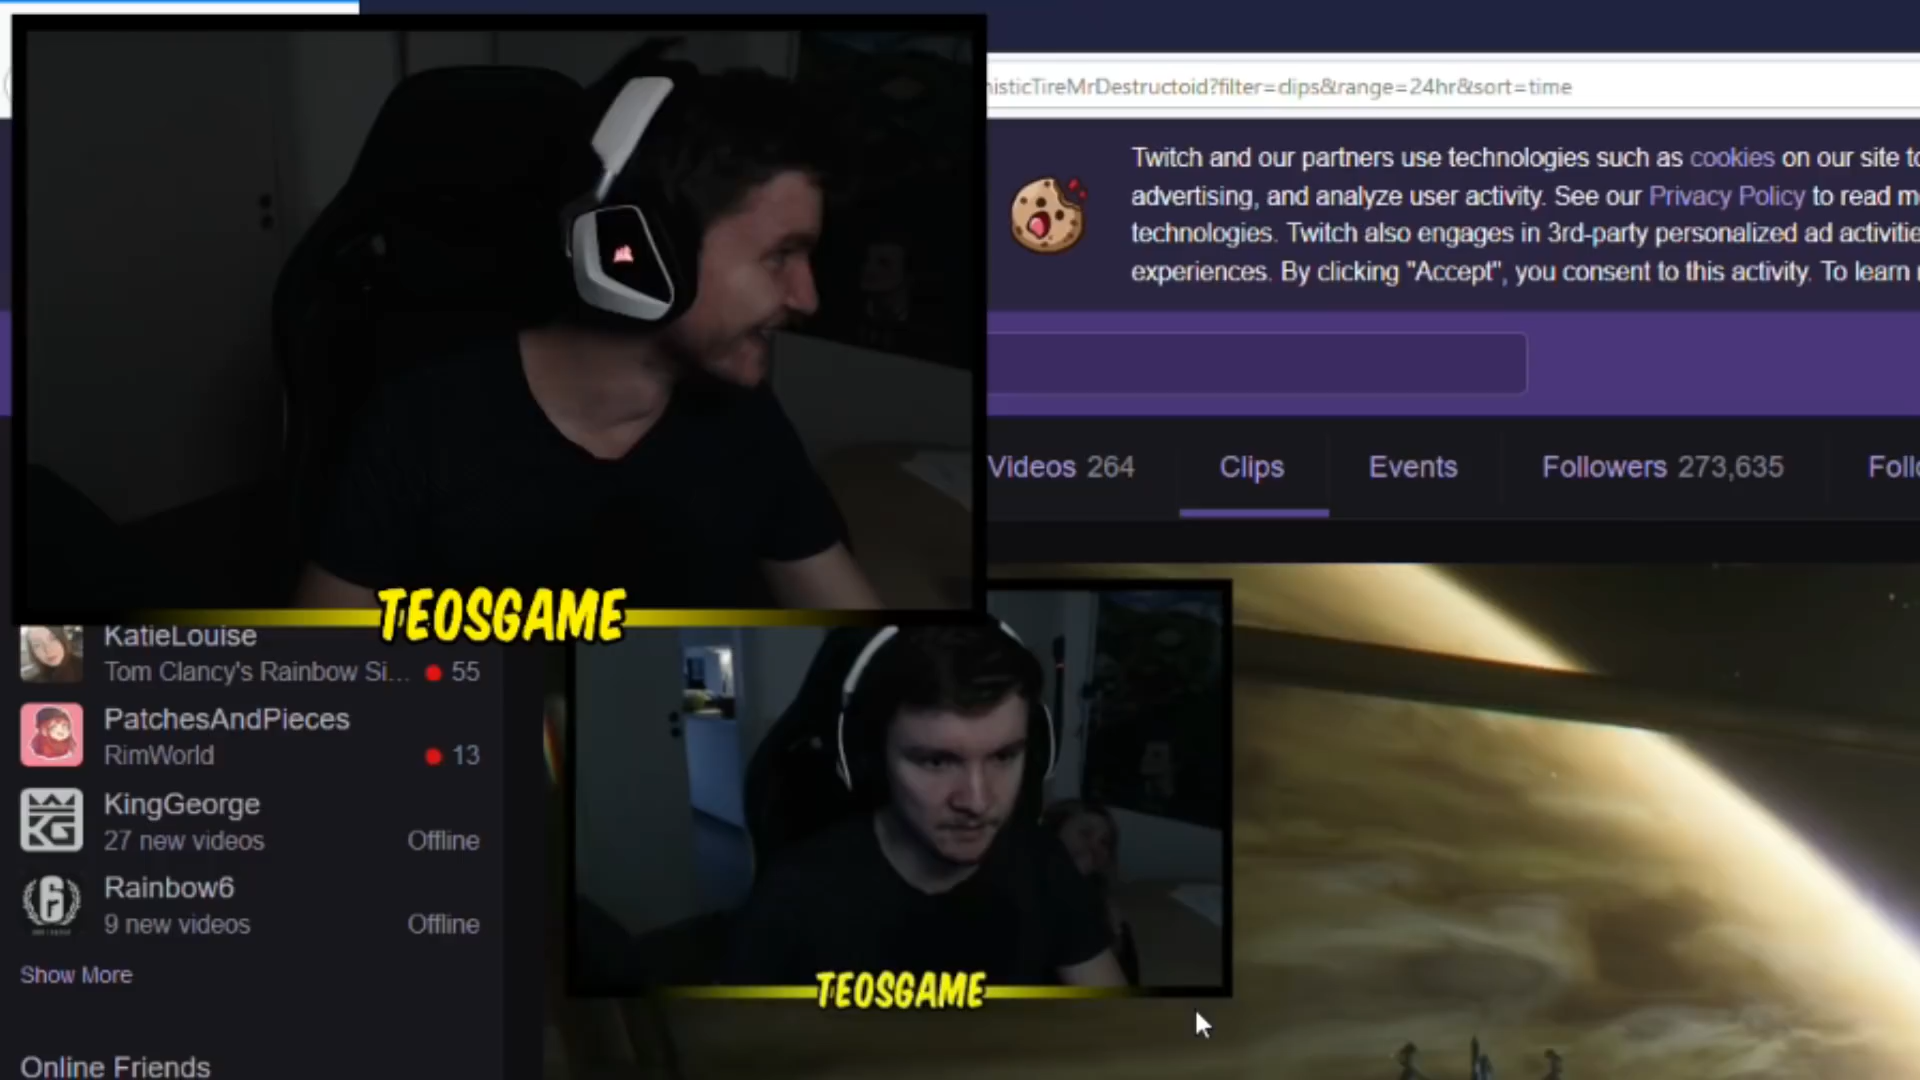 nisticTireMrDestructoid?filter=clips&range=24hr&sort=time
Twitch and our partners use technologies such as cookies on our site to
advertising, and analyze user activity. See our Privacy Policy to read
technologies. Twitch also engages in 3rd-party personalized ad
experiences. By clicking "Accept", you consent to this activity. To learn
Videos 264
Clips
Events
Followers 273,635
TEOSGAME
KatieLouise
Tom Clancy's Rainbow Si... 55
PatchesAndPieces
RimWorld 13
KingGeorge
27 new videos Offline
Rainbow6
9 new videos Offline
Show More
Online Friends
TEOSGAME